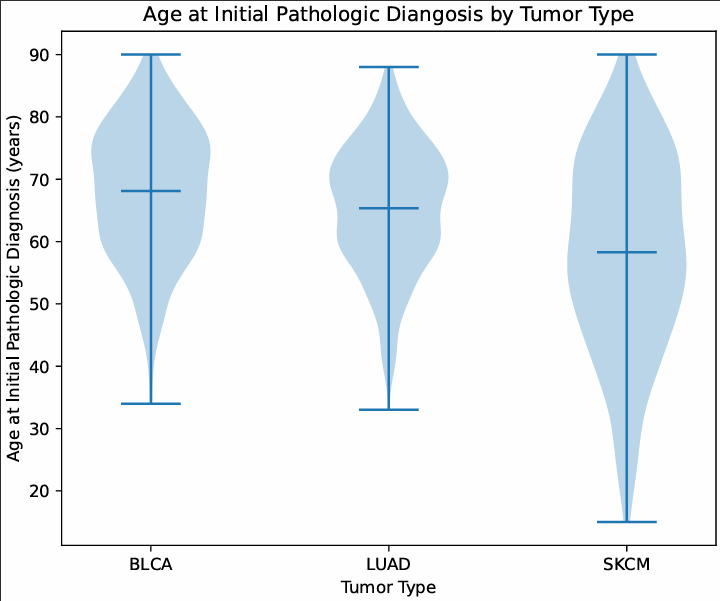 Age at Initial Pathologic Diangosis by Tumor Type
Age at Initial Pathologic Diagnosis (years)
90
80
70
60
50
40
30
20
BLCA LUAD SKCM
Tumor Type